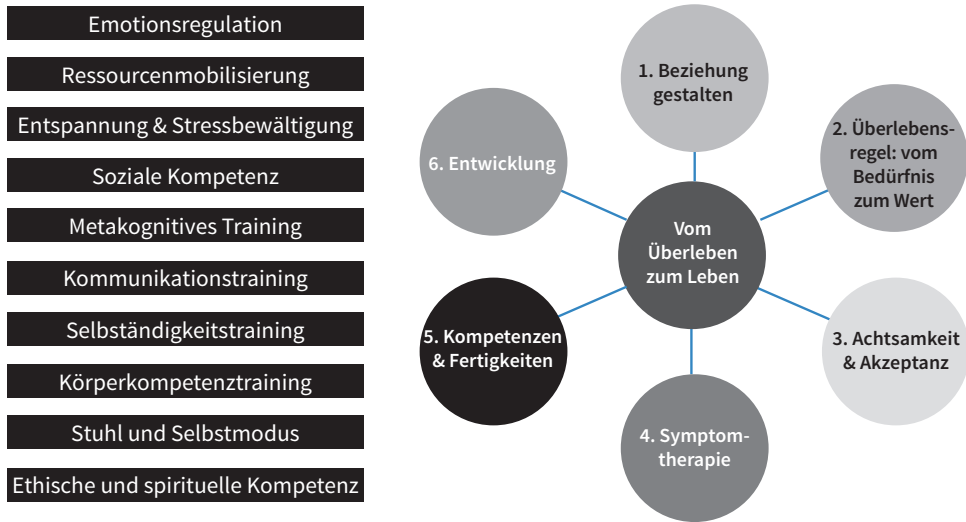 Emotionsregulation
Ressourcenmobilisierung
Entspannung & Stressbewältigung
Soziale Kompetenz
Metakognitives Training
Kommunikationstraining
Selbständigkeitstraining
Körperkompetenztraining
Stuhl und Selbstmodus
Ethische und spirituelle Kompetenz
1. Beziehung
gestalten
2. Überlebens-
regel: vom
Bedürfnis
zum Wert
3. Achtsamkeit
& Akzeptanz
4. Symptom-
therapie
5. Kompetenzen
& Fertigkeiten
6. Entwicklung
Vom
Überleben
zum Leben